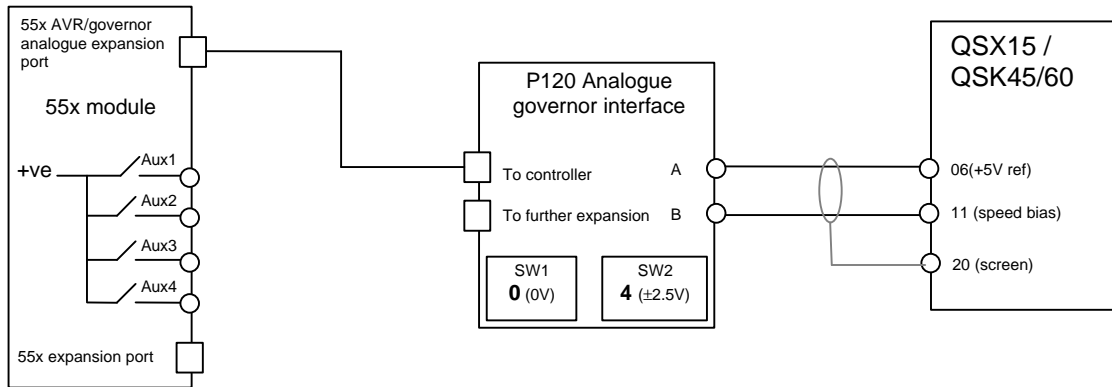 55x AVR/governor
analogue expansion
port
55x module
+ve
Aux1
Aux2
Aux3
Aux4
55x expansion port
P120 Analogue
governor interface
To controller
A
To further expansion
B
SW1
0 (0V)
SW2
4 (±2.5V)
QSX15 /
QSK45/60
06(+5V ref)
11 (speed bias)
20 (screen)